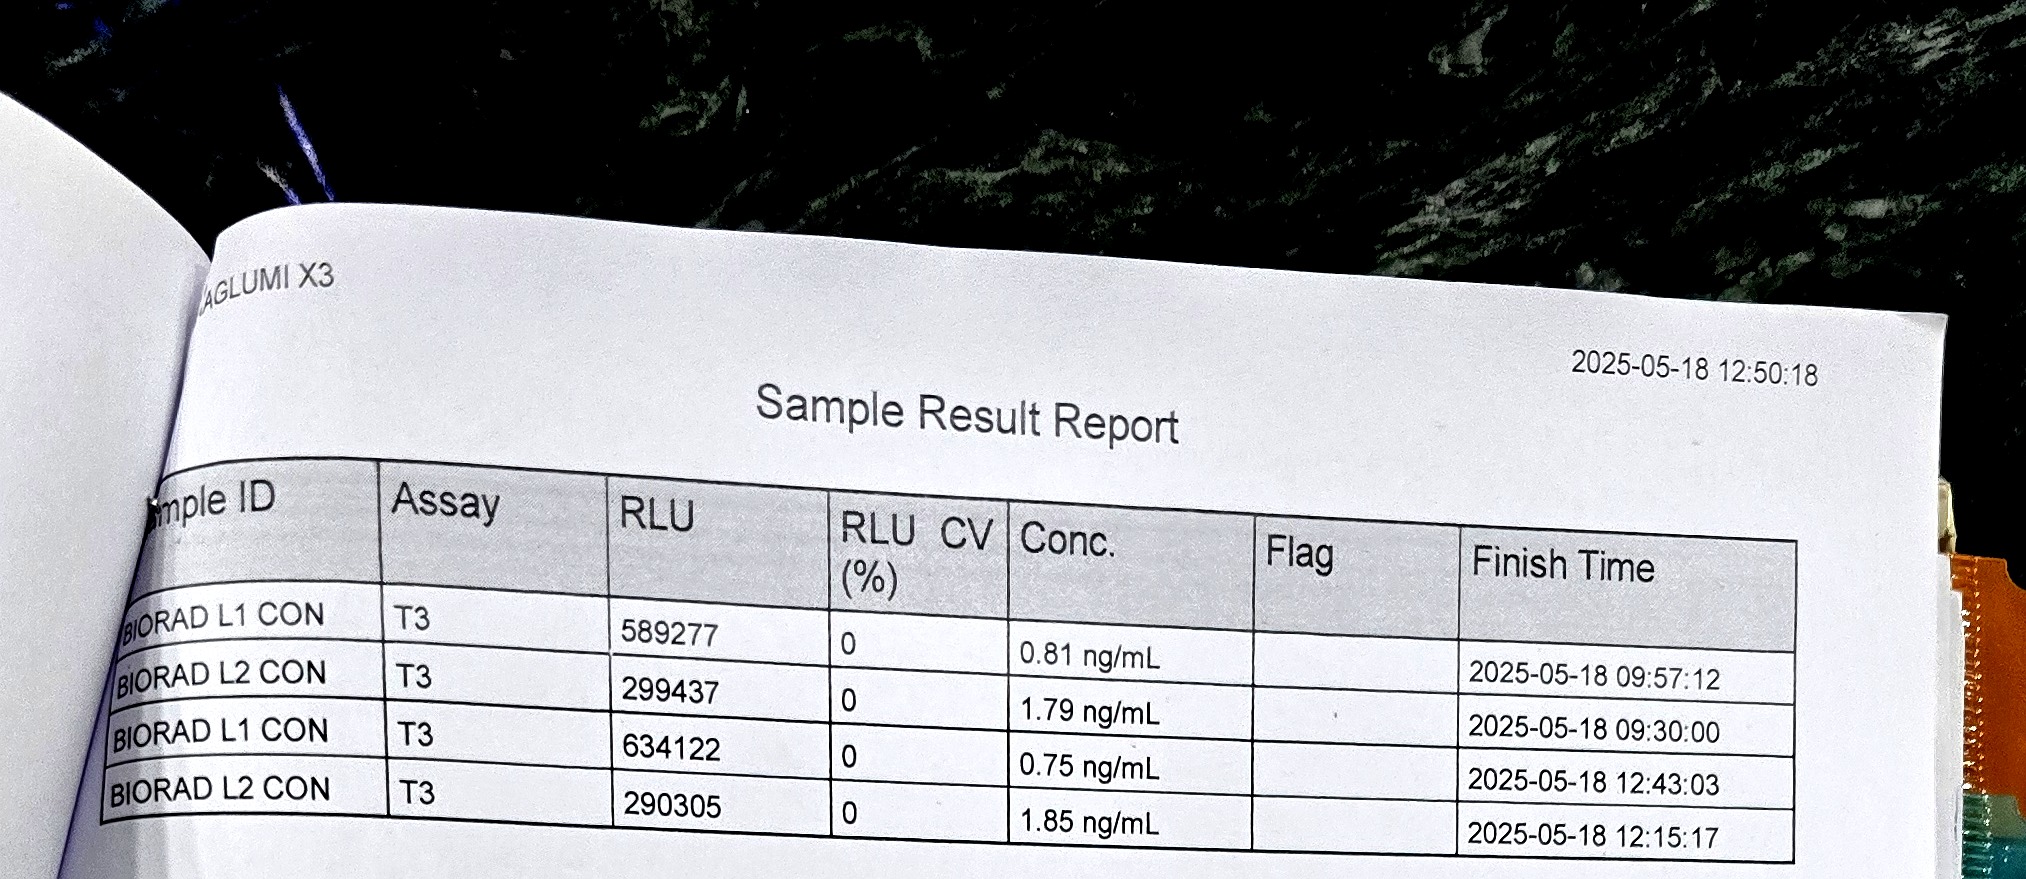 AGLUMI X3
2025-05-18 12:50:18
Sample Result Report
mple ID Assay RLU RLU CV (%) Conc. Flag Finish Time
BIORAD L1 CON T3 589277 0 0.81 ng/mL 2025-05-18 09:57:12
BIORAD L2 CON T3 299437 0 1.79 ng/mL 2025-05-18 09:30:00
BIORAD L1 CON T3 634122 0 0.75 ng/mL 2025-05-18 12:43:03
BIORAD L2 CON T3 290305 0 1.85 ng/mL 2025-05-18 12:15:17